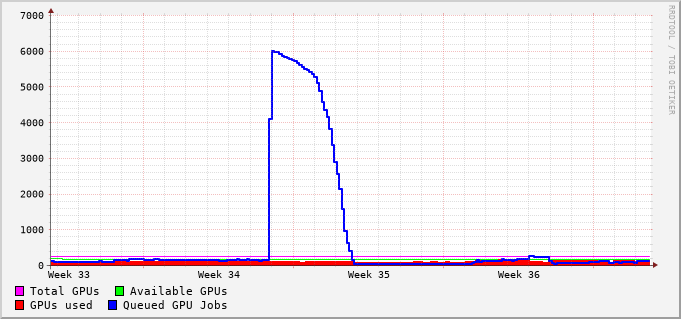 7000
6000
5000
4000
3000
2000
1000
0
Week 33 Week 34 Week 35 Week 36
Total GPUs Available GPUs
GPUs used Queued GPU Jobs
RRDTOOL / TOBI OETIKER